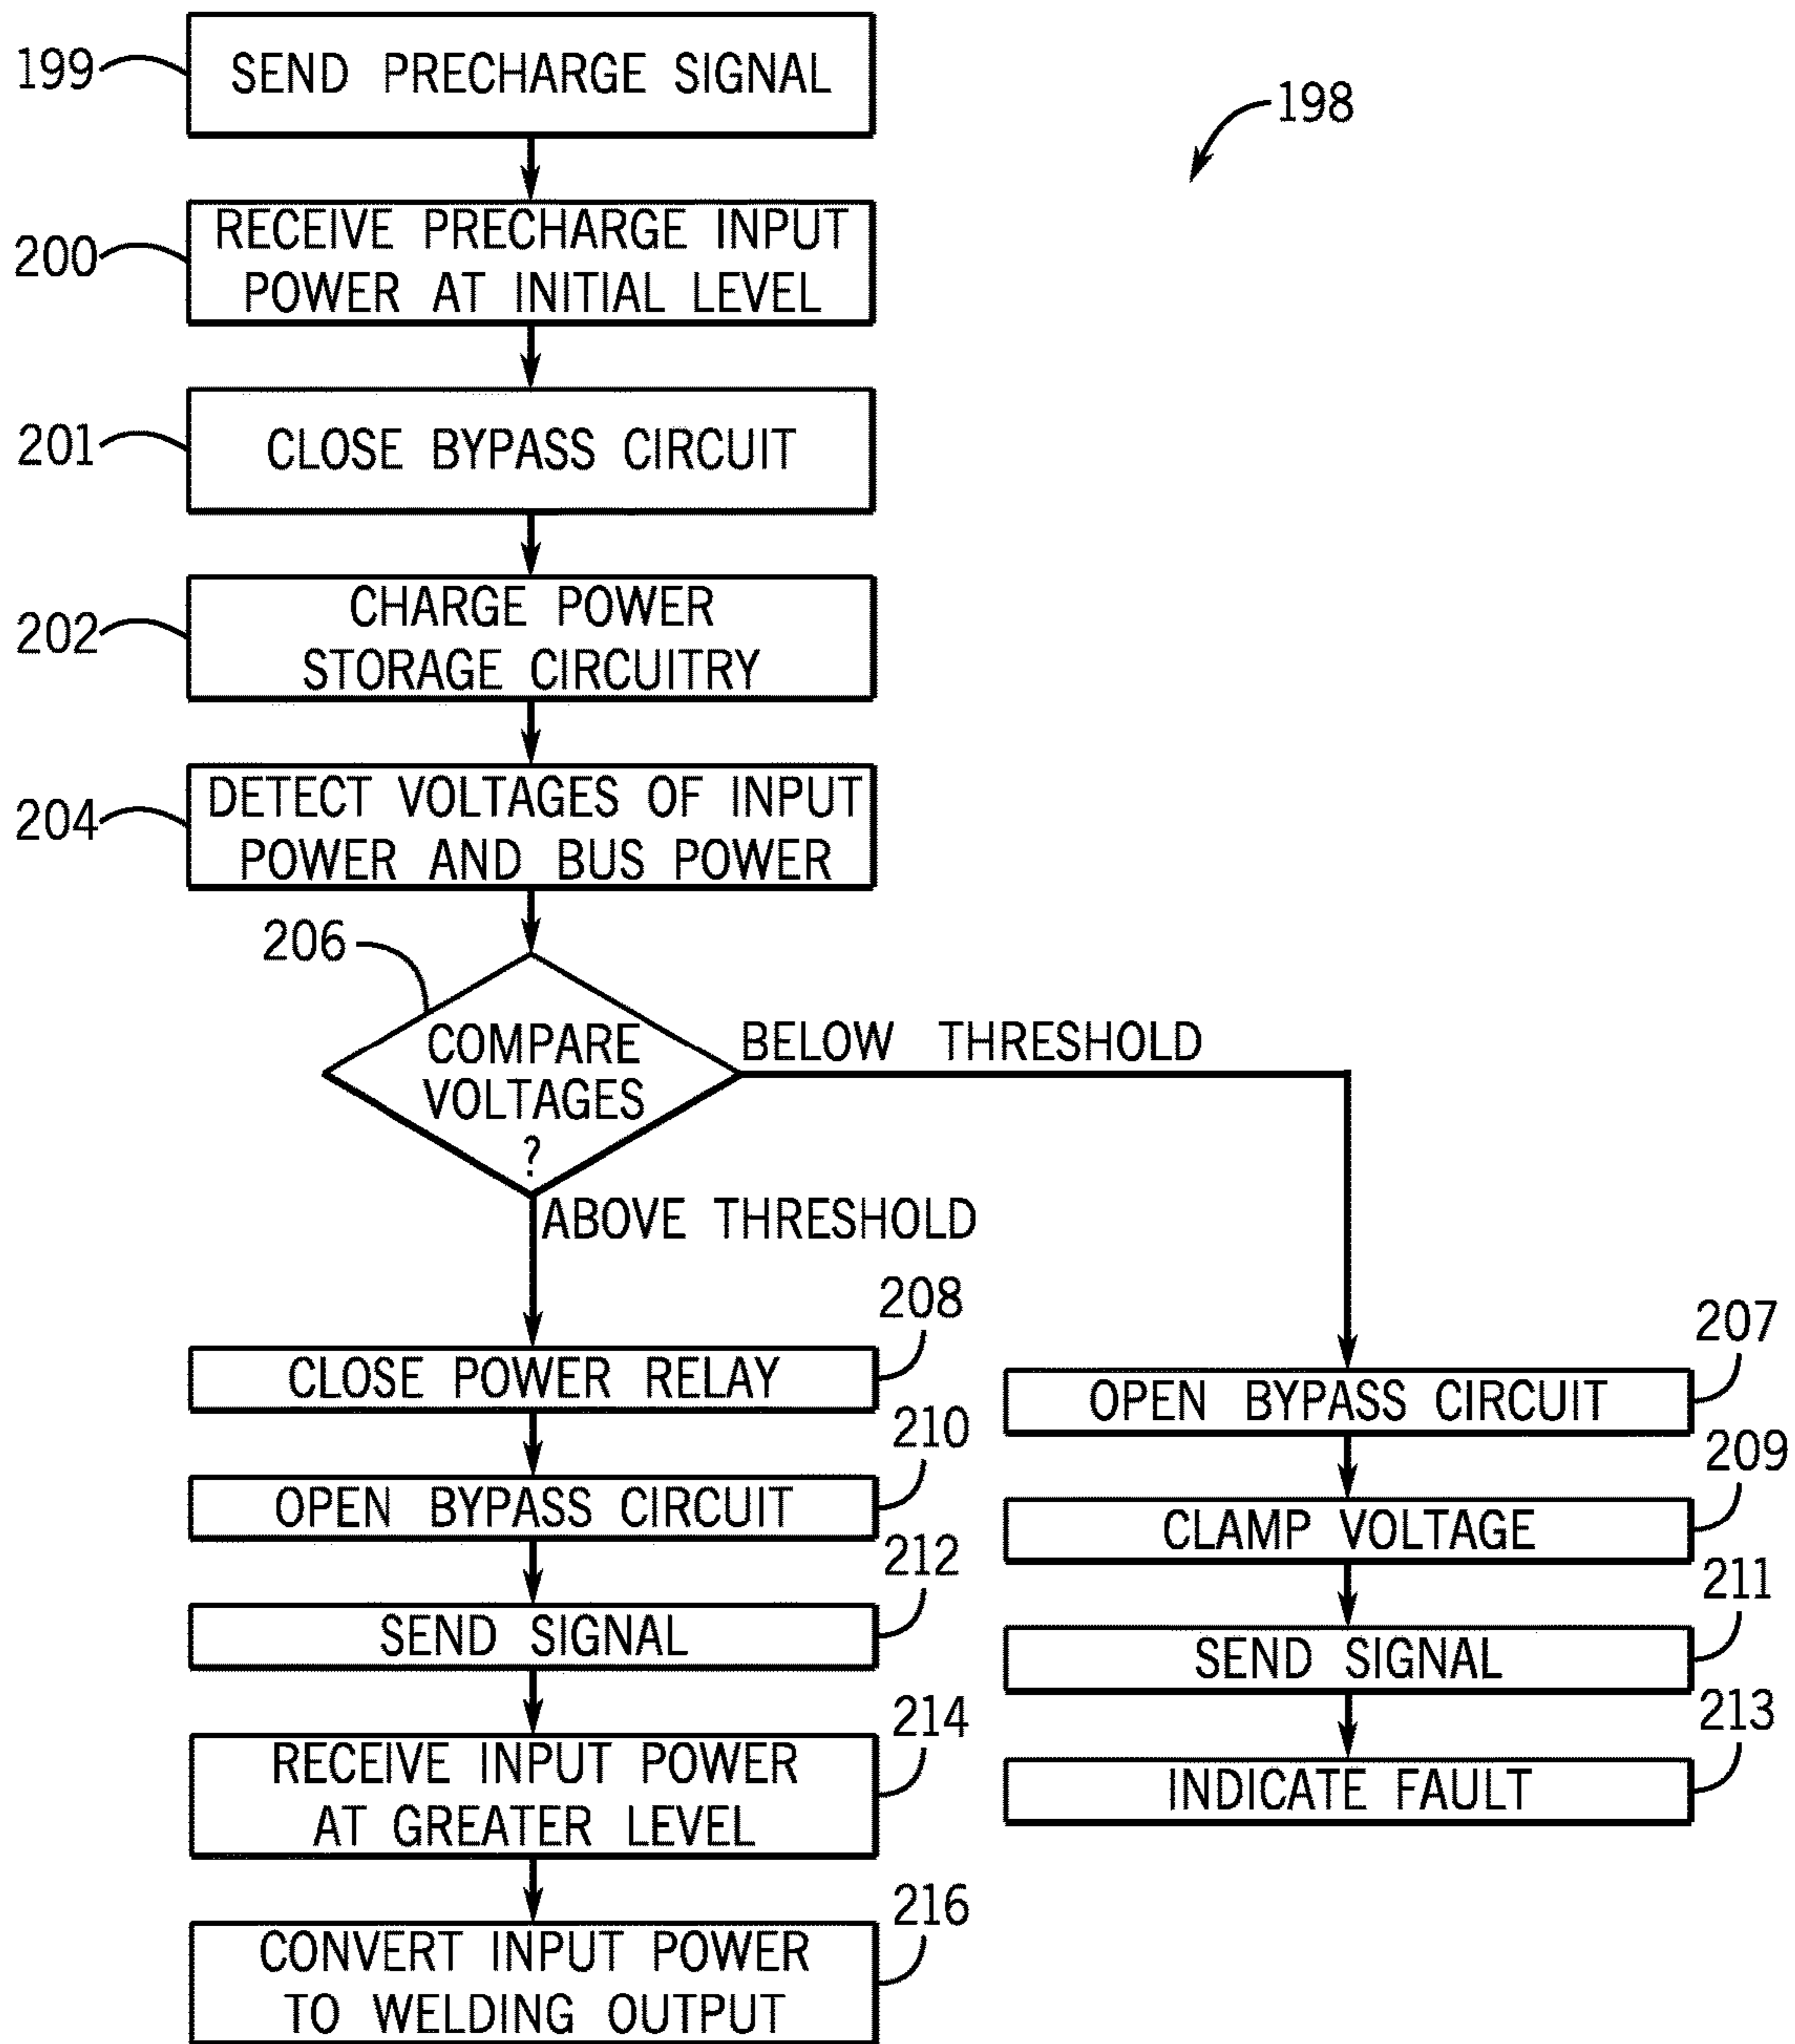 199
SEND PRECHARGE SIGNAL
198
200
RECEIVE PRECHARGE INPUT
POWER AT INITIAL LEVEL
201
CLOSE BYPASS CIRCUIT
202
CHARGE POWER
STORAGE CIRCUITRY
204
DETECT VOLTAGES OF INPUT
POWER AND BUS POWER
206
COMPARE
VOLTAGES
?
BELOW THRESHOLD
ABOVE THRESHOLD
208
CLOSE POWER RELAY
210
OPEN BYPASS CIRCUIT
212
SEND SIGNAL
214
RECEIVE INPUT POWER
AT GREATER LEVEL
216
CONVERT INPUT POWER
TO WELDING OUTPUT
207
OPEN BYPASS CIRCUIT
209
CLAMP VOLTAGE
211
SEND SIGNAL
213
INDICATE FAULT